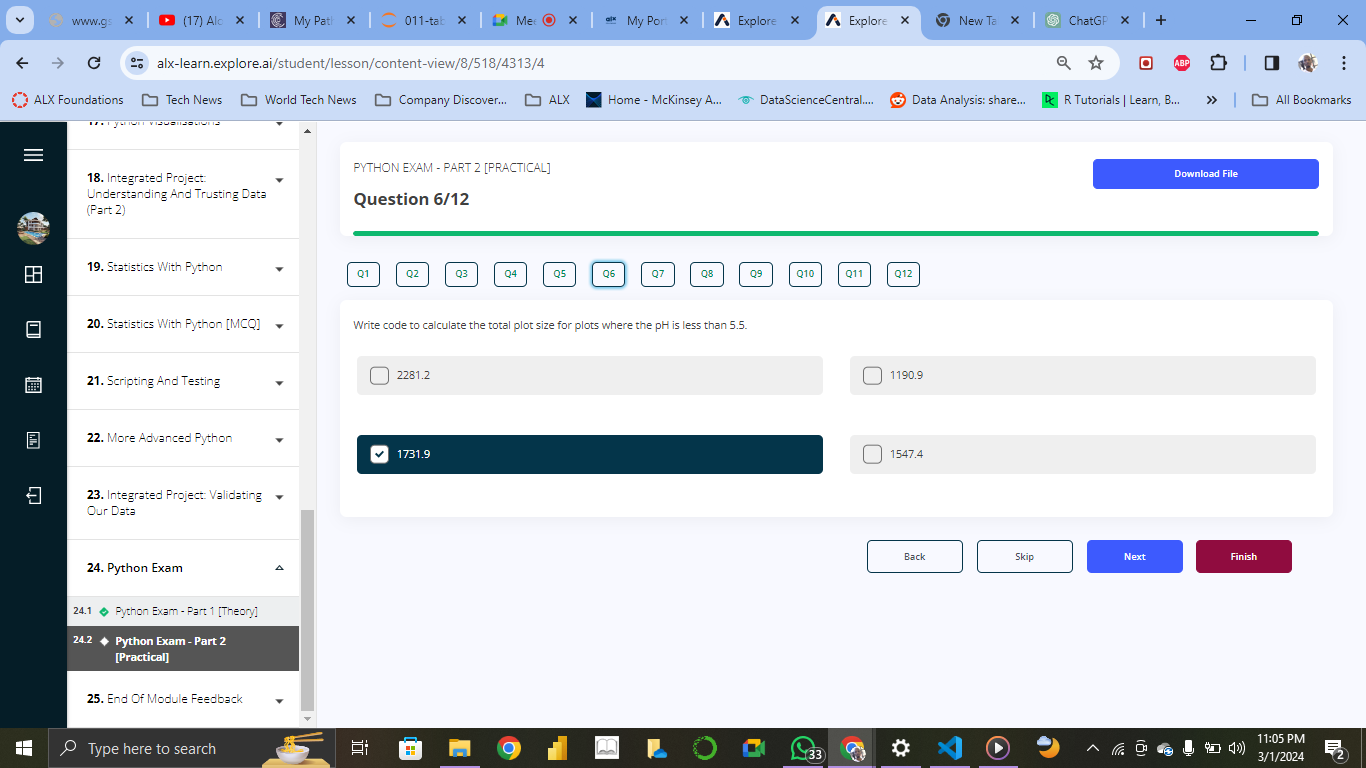 www.gs
(17) Alc
My Path
011-tab
Mee
My Port
Explore
Explore
New Ta
ChatGP
alx-learn.explore.ai/student/lesson/content-view/8/518/4313/4
ABP
ALX Foundations
Tech News
World Tech News
Company Discover...
ALX
Home - McKinsey A...
DataScienceCentral....
Data Analysis: share...
R Tutorials | Learn, B...
»
All Bookmarks
17. Python Visualisations
18. Integrated Project:
Understanding And Trusting Data
(Part 2)
19. Statistics With Python
20. Statistics With Python [MCQ]
21. Scripting And Testing
22. More Advanced Python
23. Integrated Project: Validating
Our Data
24. Python Exam
24.1 Python Exam - Part 1 [Theory]
24.2 Python Exam - Part 2
[Practical]
25. End Of Module Feedback
PYTHON EXAM - PART 2 [PRACTICAL]
Download File
Question 6/12
Q1 Q2 Q3 Q4 Q5 Q6 Q7 Q8 Q9 Q10 Q11 Q12
Write code to calculate the total plot size for plots where the pH is less than 5.5.
2281.2
1190.9
1731.9
1547.4
Back
Skip
Next
Finish
Type here to search
33
11:05 PM
3/1/2024
2